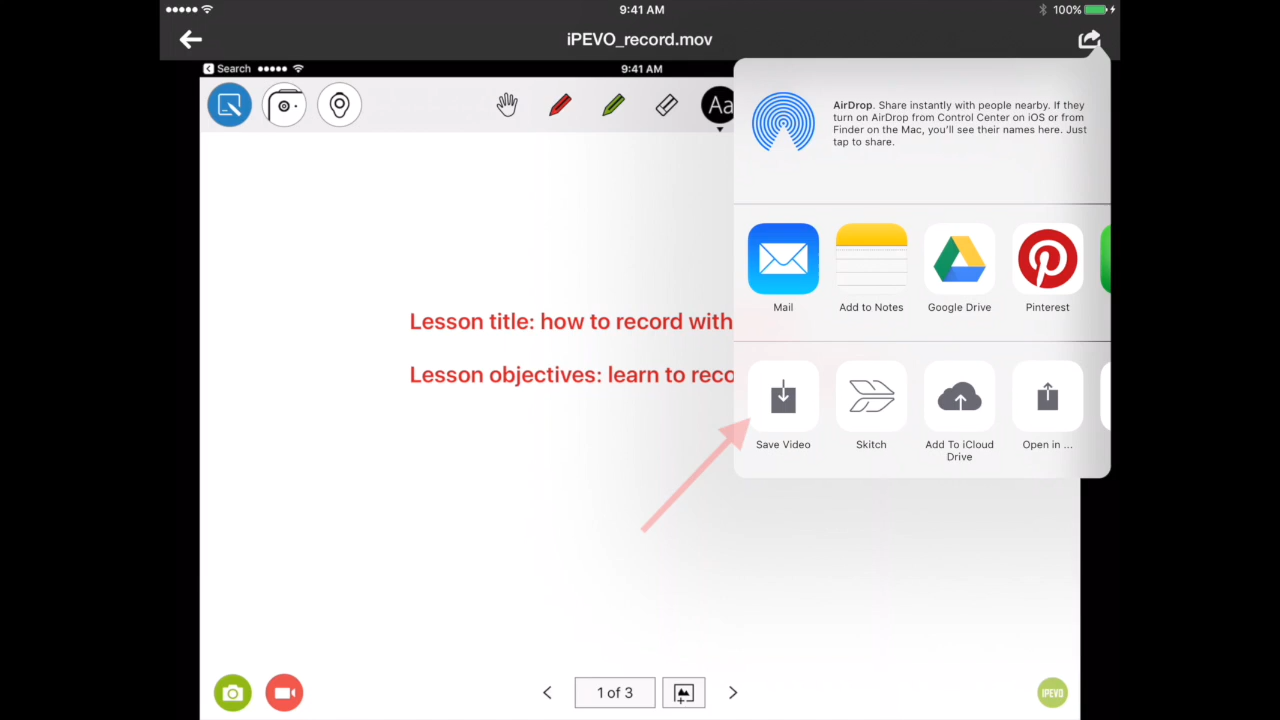 9:41 AM
100%
iPEVO_record.mov
Search
9:41 AM
Aa
AirDrop. Share instantly with people nearby. If they
turn on AirDrop from Control Center on iOS or from
Finder on the Mac, you'll see their names here. Just
tap to share.
Mail
Add to Notes
Google Drive
Pinterest
Lesson title: how to record with
Lesson objectives: learn to reco
Save Video
Skitch
Add To iCloud
Drive
Open in ...
1 of 3
IPEVO